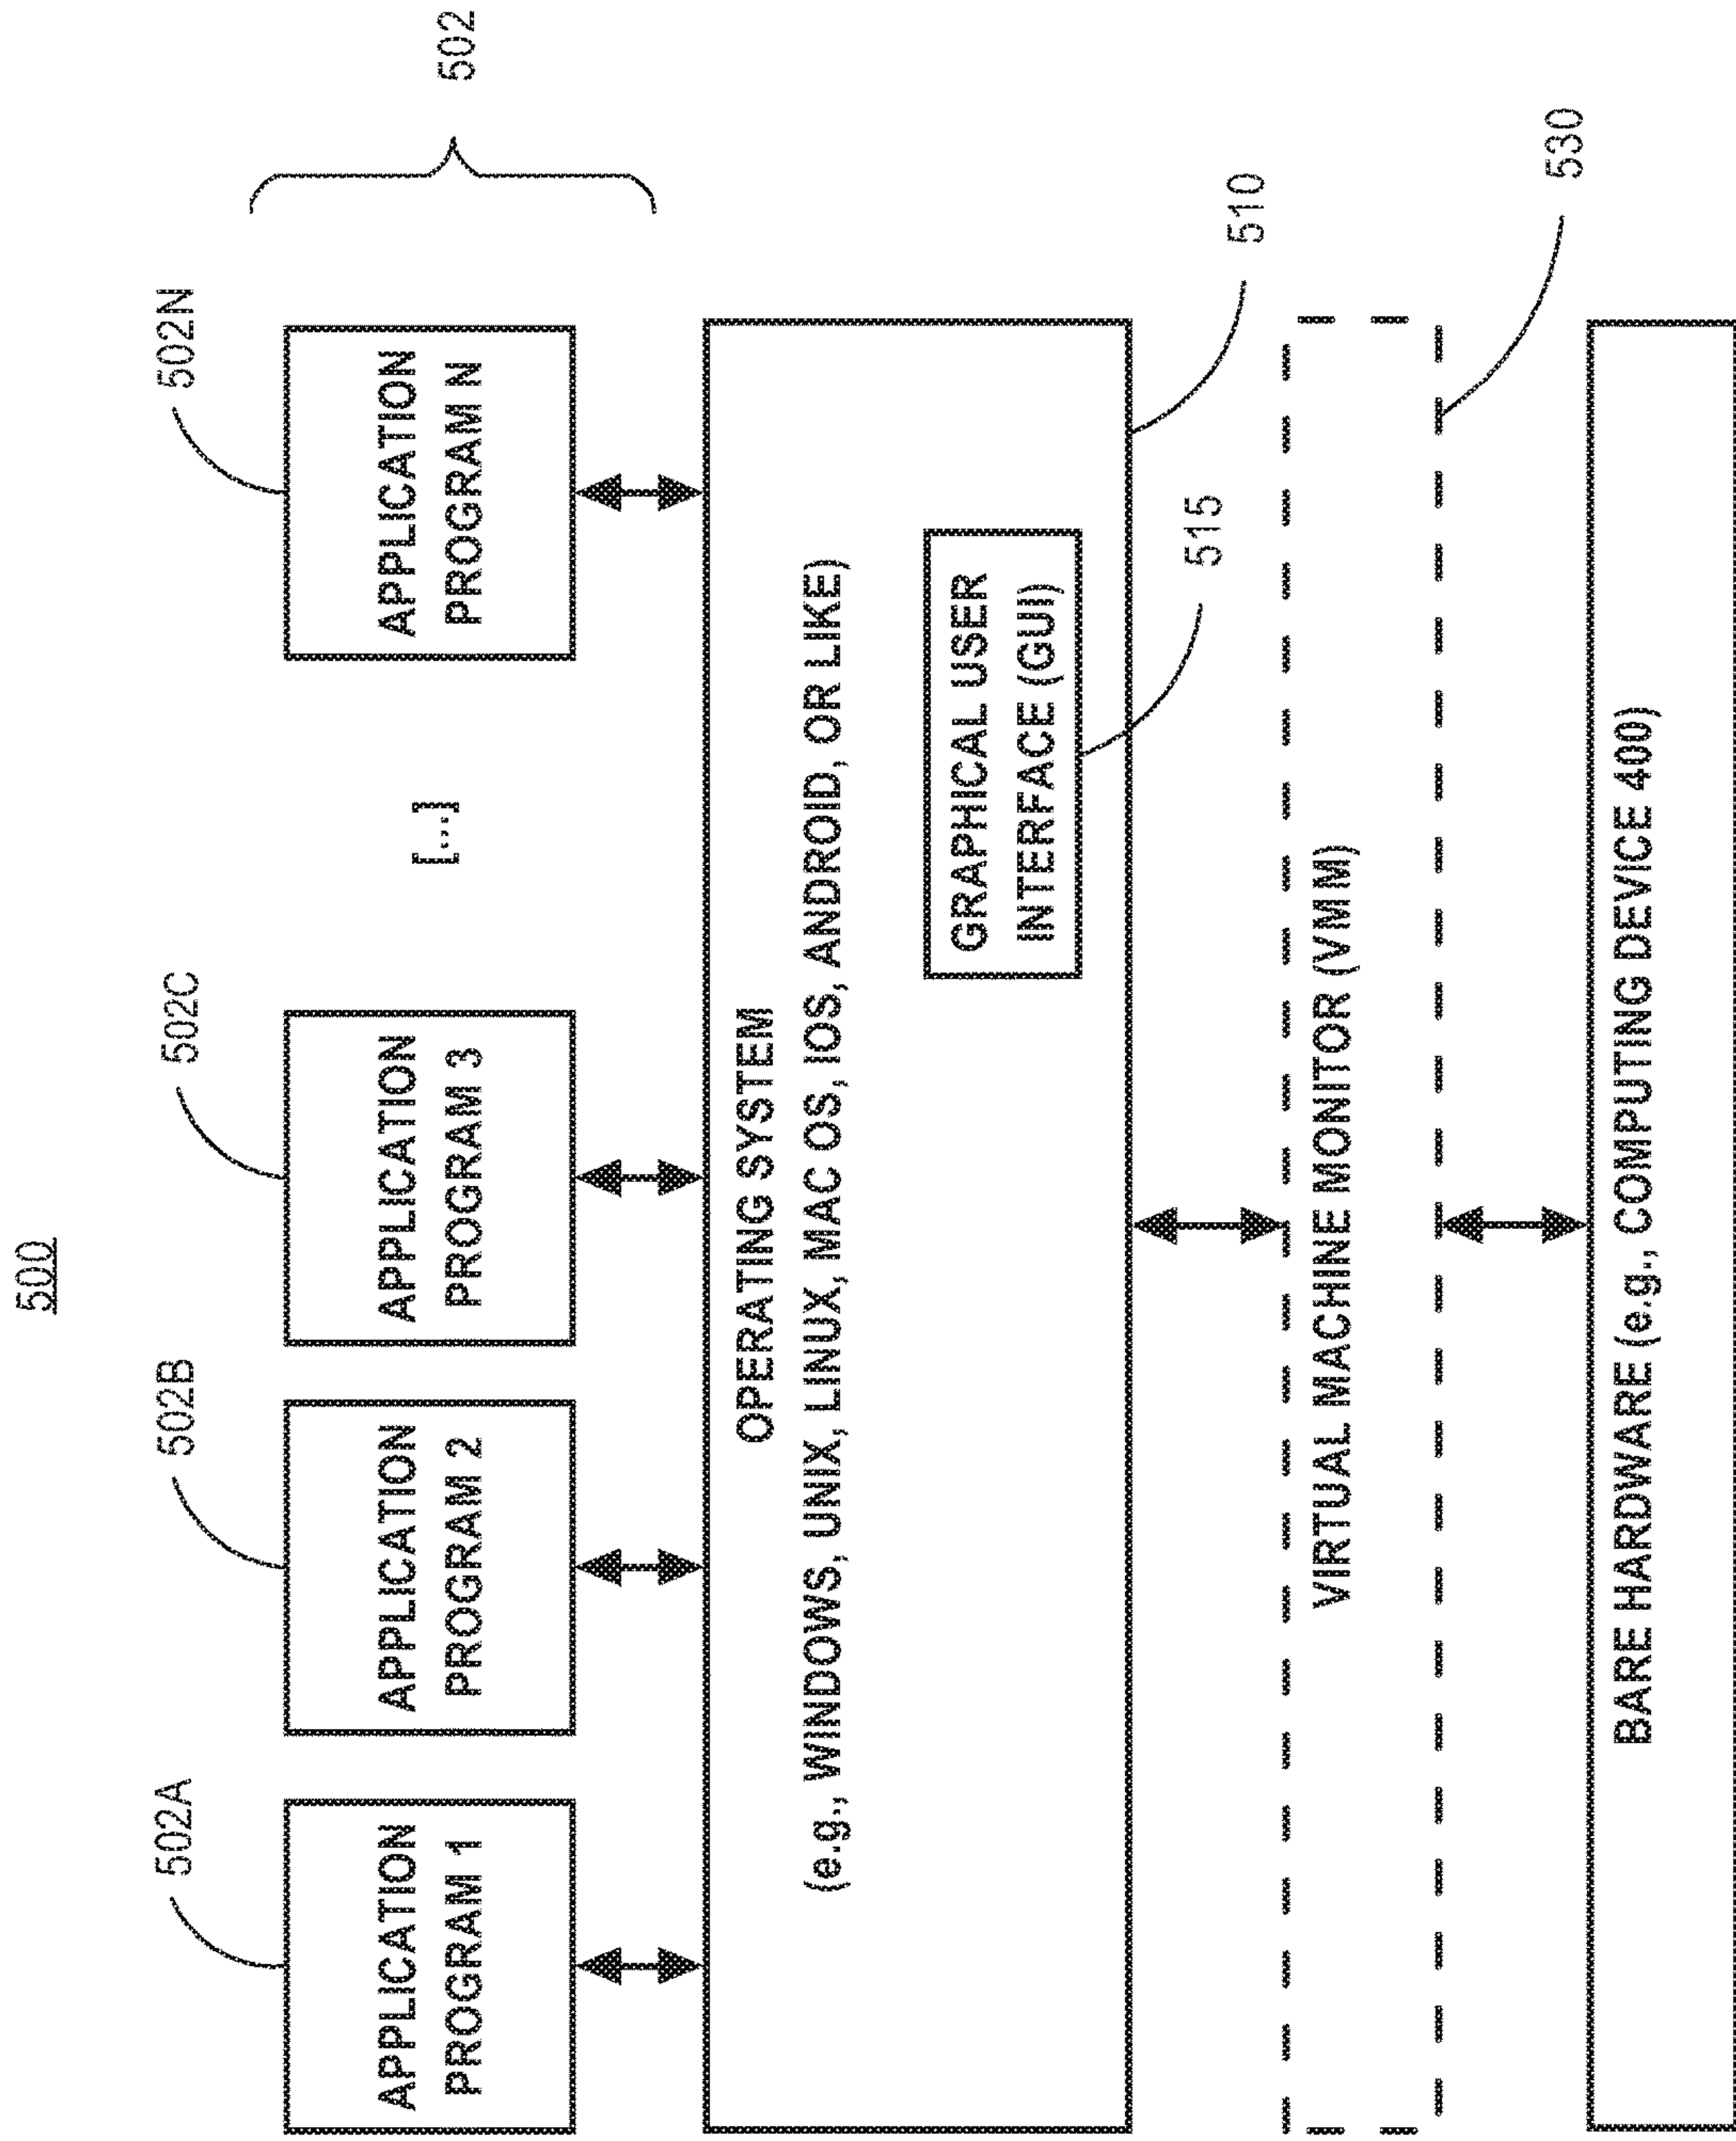 500
502A
502B
502C
502N
502
APPLICATION
PROGRAM 1
APPLICATION
PROGRAM 2
APPLICATION
PROGRAM 3
[...]
APPLICATION
PROGRAM N
OPERATING SYSTEM
(e.g., WINDOWS, UNIX, LINUX, MAC OS, IOS, ANDROID, OR LIKE)
GRAPHICAL USER
INTERFACE (GUI)
510
515
VIRTUAL MACHINE MONITOR (VMM)
530
BARE HARDWARE (e.g., COMPUTING DEVICE 400)